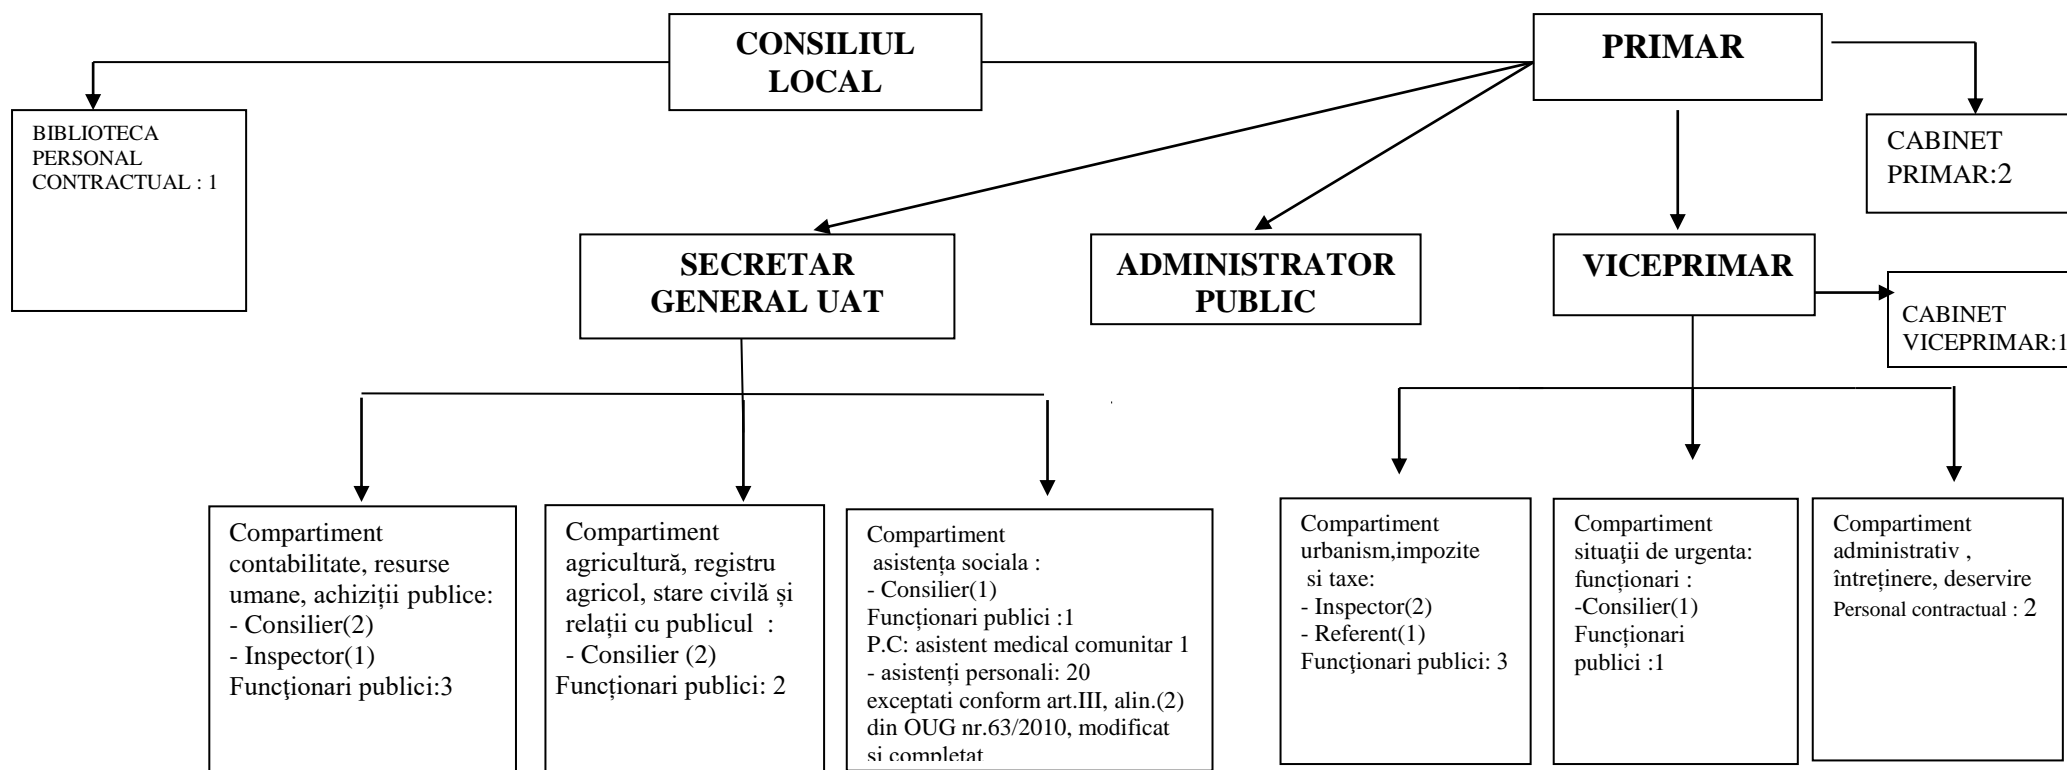 CONSILIUL
LOCAL
PRIMAR
BIBLIOTECA
PERSONAL
CONTRACTUAL : 1
CABINET
PRIMAR:2
SECRETAR
GENERAL UAT
ADMINISTRATOR
PUBLIC
VICEPRIMAR
CABINET
VICEPRIMAR:1
Compartiment
contabilitate, resurse
umane, achiziții publice:
- Consilier(2)
- Inspector(1)
Funcţionari publici:3
Compartiment
agricultură, registru
agricol, stare civilă și
relații cu publicul :
- Consilier (2)
Funcționari publici: 2
Compartiment
asistența sociala :
- Consilier(1)
Funcționari publici :1
P.C: asistent medical comunitar 1
- asistenți personali: 20
exceptati conform art.III, alin.(2)
din OUG nr.63/2010, modificat
si completat
Compartiment
urbanism,impozite
si taxe:
- Inspector(2)
- Referent(1)
Funcţionari publici: 3
Compartiment
situații de urgenta:
funcționari :
-Consilier(1)
Funcționari
publici :1
Compartiment
administrativ ,
întreținere, deservire
Personal contractual : 2